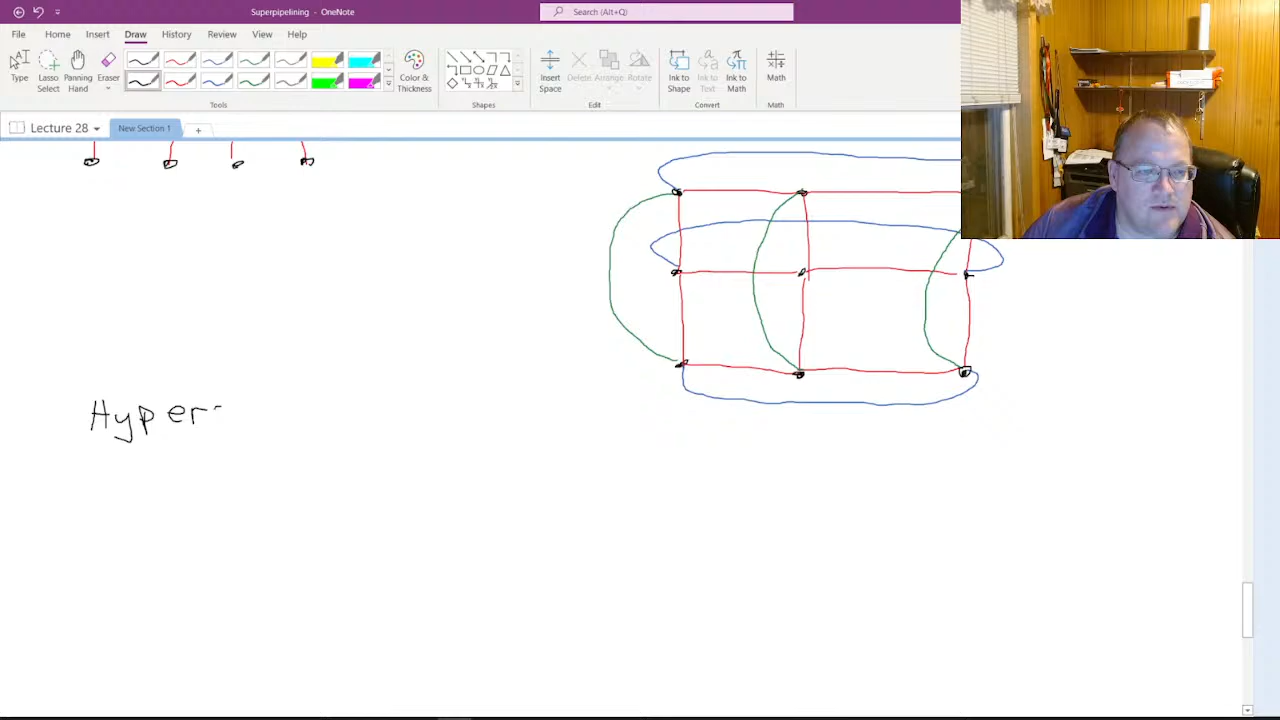 Superpipelining - OneNote
Search (Alt+Q)
File Home Insert Draw History Review View Help
Type
Lasso Select
Panning Hand
Eraser
Color & Thickness
Insert Space
Delete
Arrange
Rotate
Ink to Shape
Ink to Text
Ink to Math
Math
Tools
Shapes
Edit
Convert
Math
Lecture 28
New Section 1
Hyper-